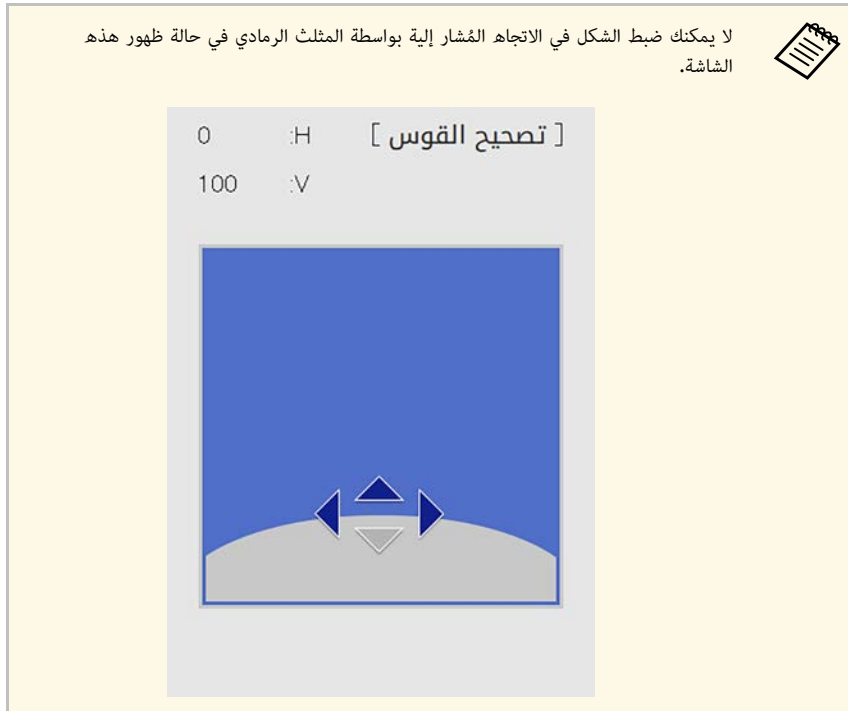 لا يمكنك ضبط الشكل في الاتجاه المُشار إلية بواسطة المثلث الرمادي في حالة ظهور هذه
الشاشة.
[ تصحيح القوس ] H: 0
V: 100